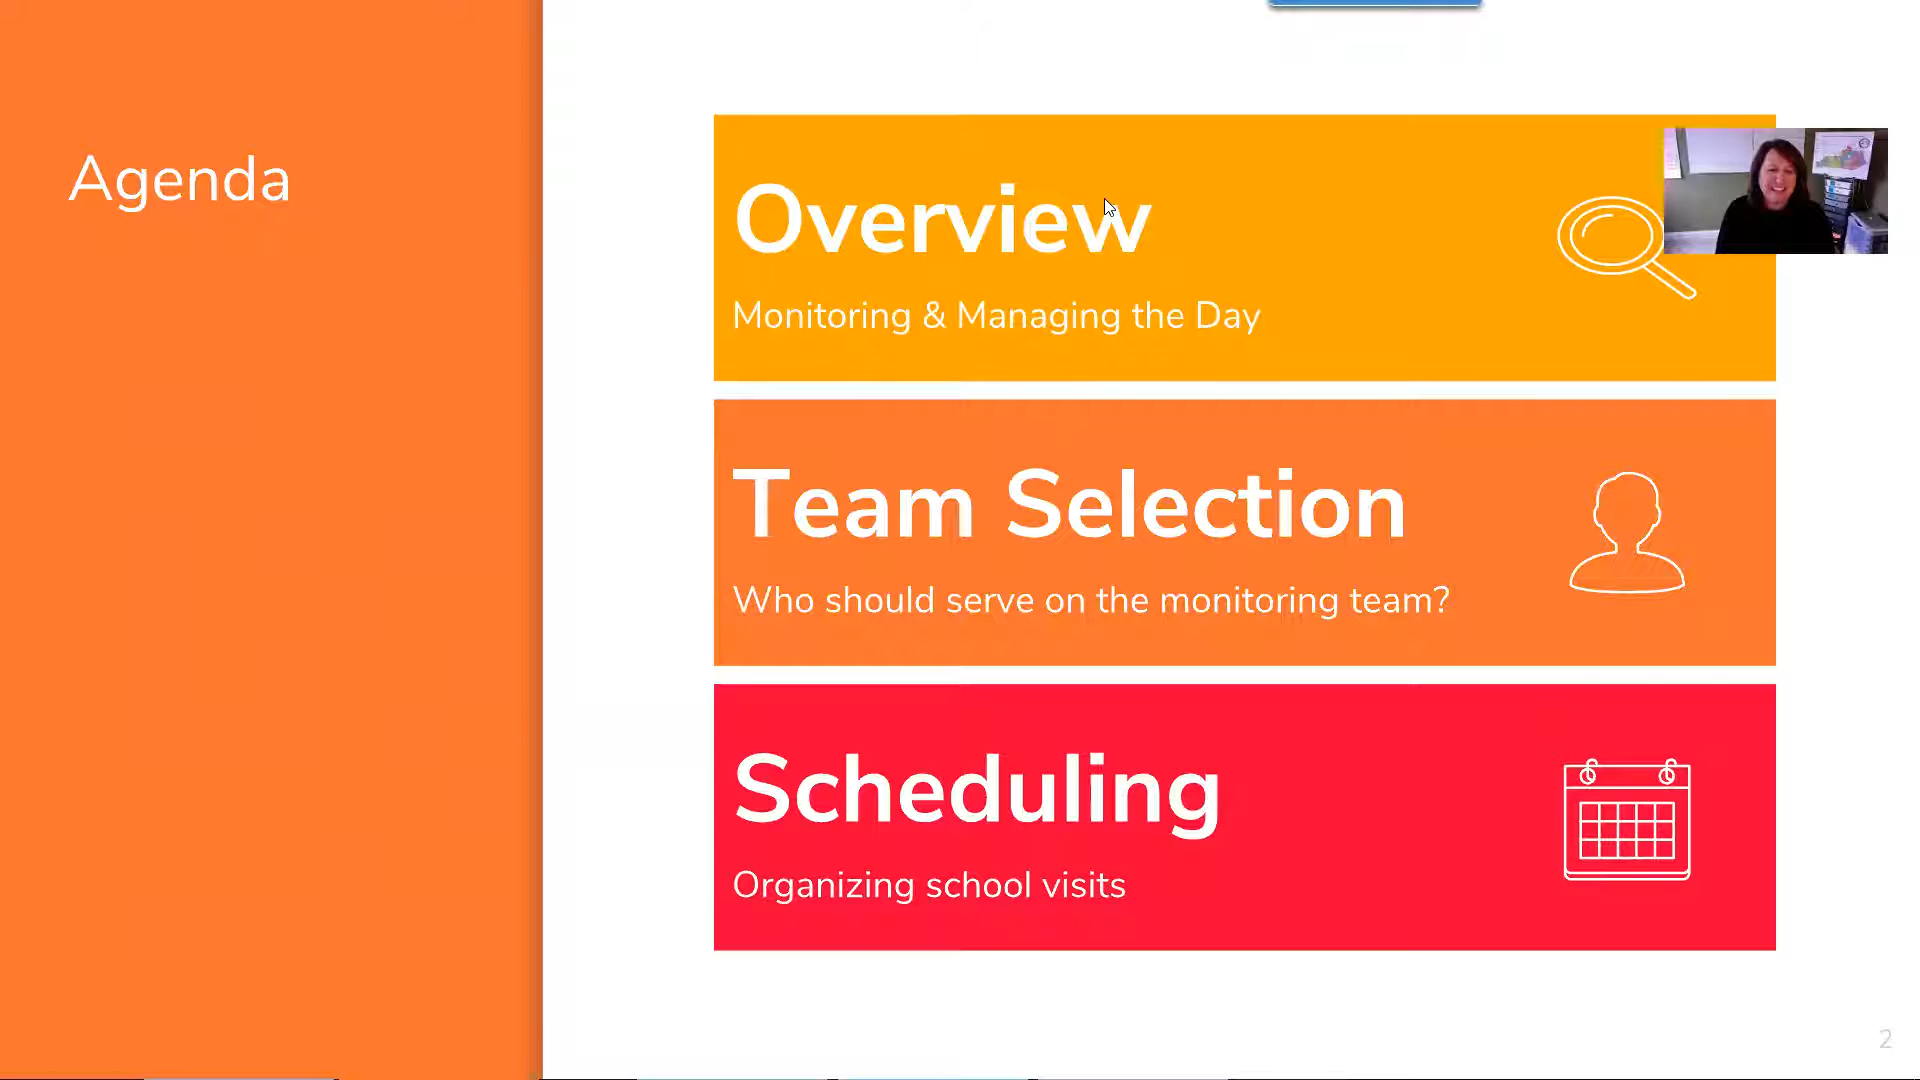 Agenda
Overview
Monitoring & Managing the Day
Team Selection
Who should serve on the monitoring team?
Scheduling
Organizing school visits
2